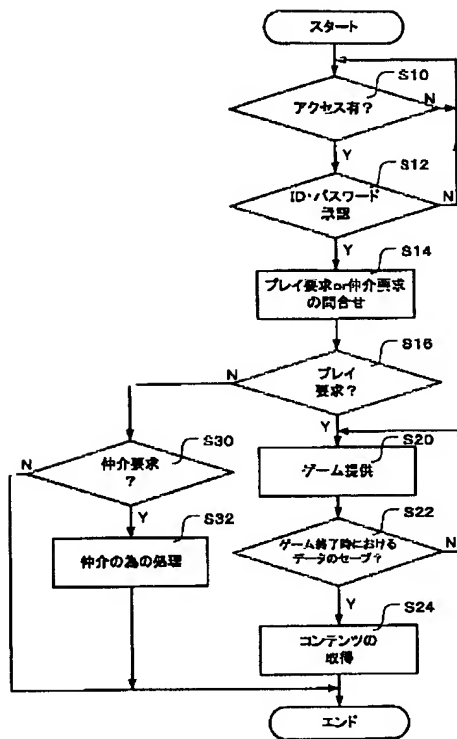 スタート
S10
アクセス有?
N
Y
S12
ID・パスワード
承認
N
Y
S14
プレイ要求or仲介要求
の問合せ
S16
プレイ
要求?
N
Y
S30
仲介要求
?
N
Y
S20
ゲーム提供
S32
仲介の為の処理
S22
ゲーム終了時における
データのセーブ?
N
Y
S24
コンテンツの
取得
エンド